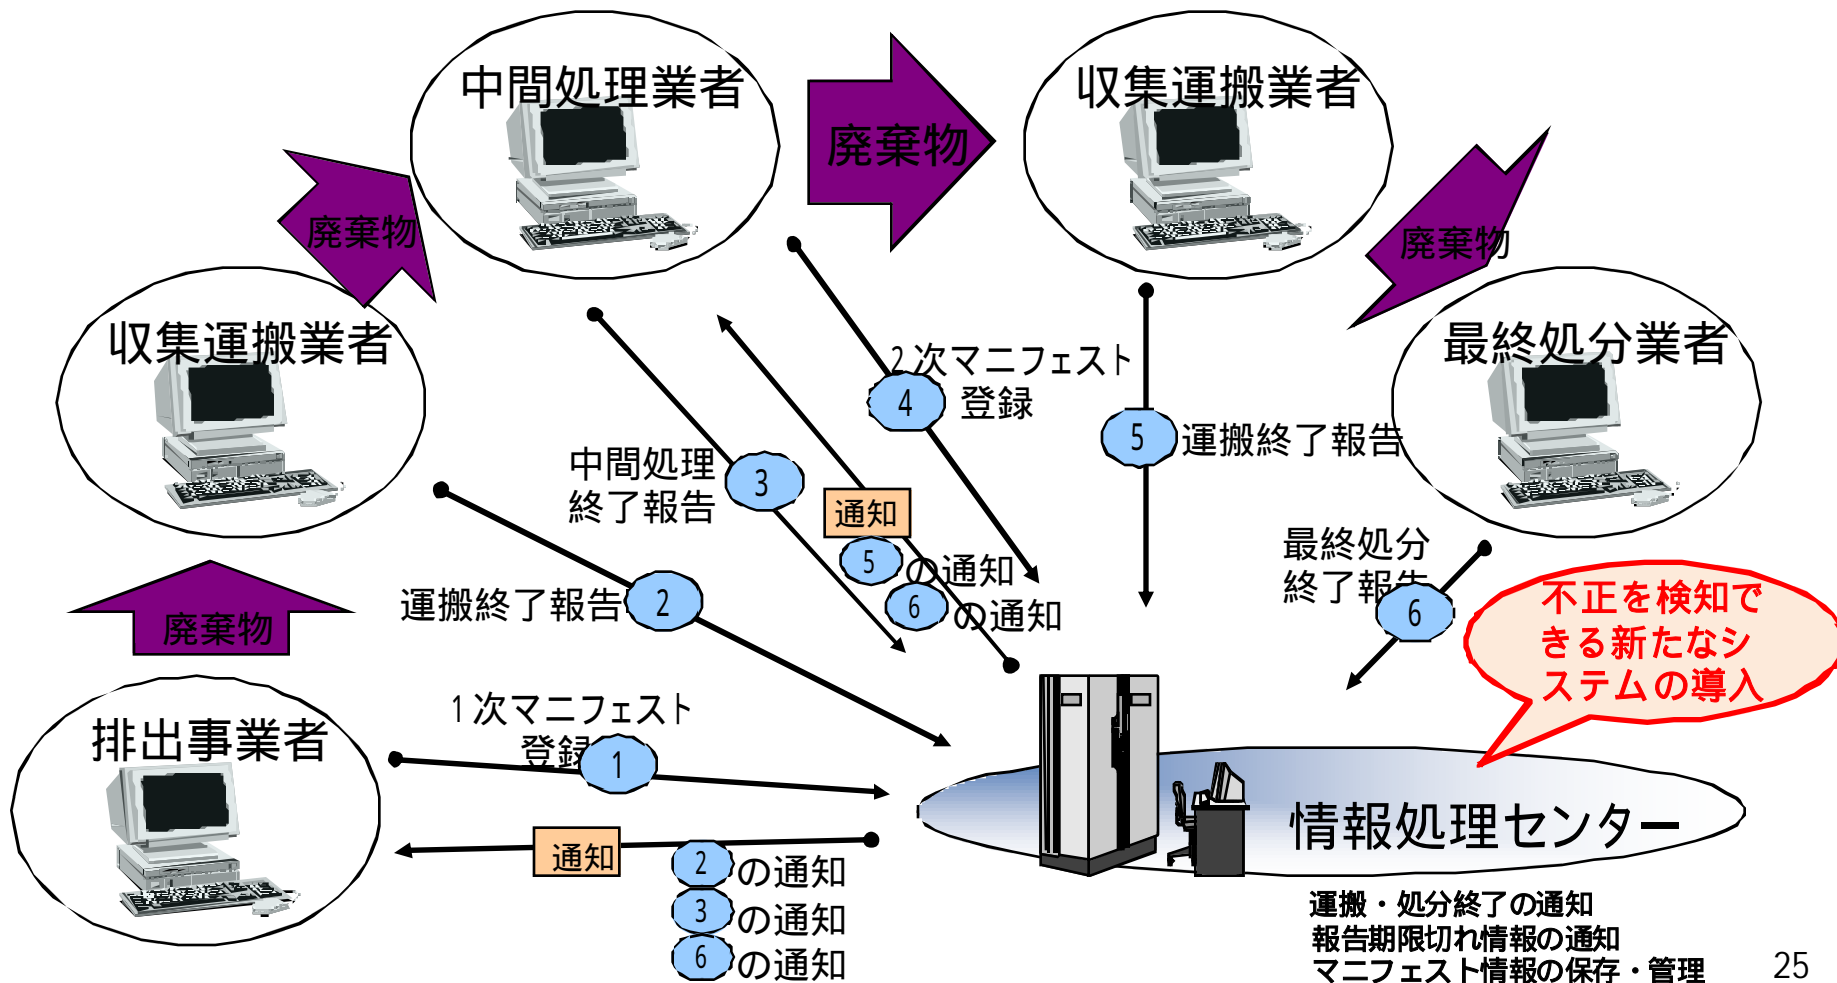 中間処理業者
収集運搬業者
廃棄物
廃棄物
廃棄物
収集運搬業者
最終処分業者
2次マニフェスト
登録
4
5
運搬終了報告
中間処理
終了報告
3
通知
5
の通知
6
の通知
最終処分
終了報告
6
不正を検知で
きる新たなシ
ステムの導入
運搬終了報告
2
廃棄物
1次マニフェスト
登録
1
排出事業者
情報処理センター
通知
2
の通知
3
の通知
6
の通知
運搬・処分終了の通知
報告期限切れ情報の通知
マニフェスト情報の保存・管理
25